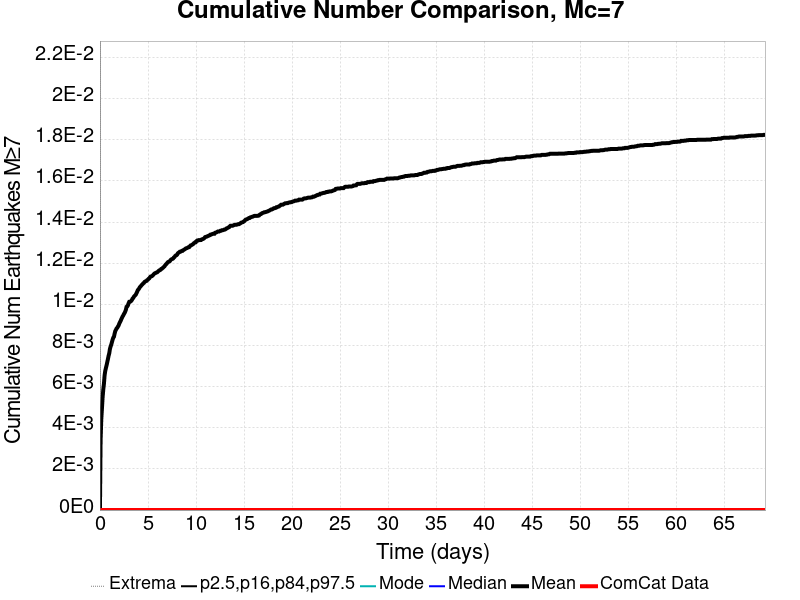 Cumulative Number Comparison, Mc=7
Cumulative Num Earthquakes M≥7
2.2E-2
2E-2
1.8E-2
1.6E-2
1.4E-2
1.2E-2
1E-2
8E-3
6E-3
4E-3
2E-3
0E0
0 5 10 15 20 25 30 35 40 45 50 55 60 65
Time (days)
Extrema p2.5,p16,p84,p97.5 Mode Median Mean ComCat Data